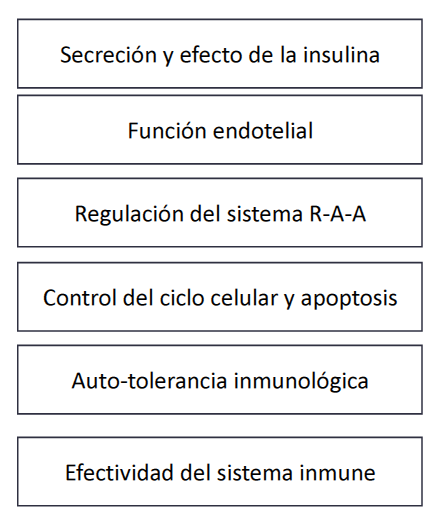 Secreción y efecto de la insulina
Función endotelial
Regulación del sistema R-A-A
Control del ciclo celular y apoptosis
Auto-tolerancia inmunológica
Efectividad del sistema inmune